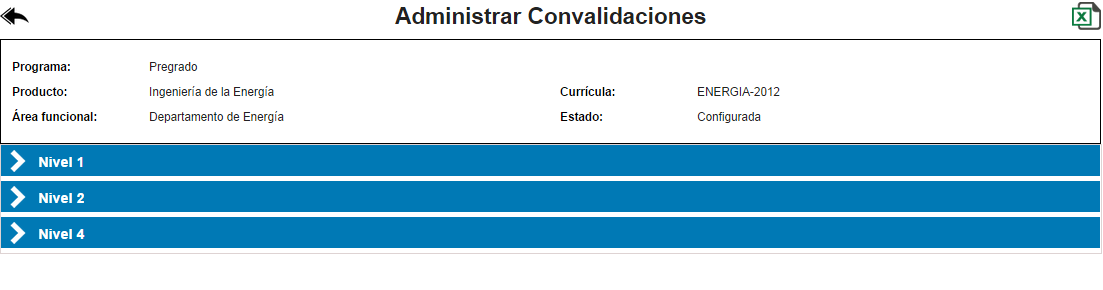 Administrar Convalidaciones
Programa: Pregrado
Producto: Ingeniería de la Energía Currícula: ENERGIA-2012
Área funcional: Departamento de Energía Estado: Configurada
Nivel 1
Nivel 2
Nivel 4